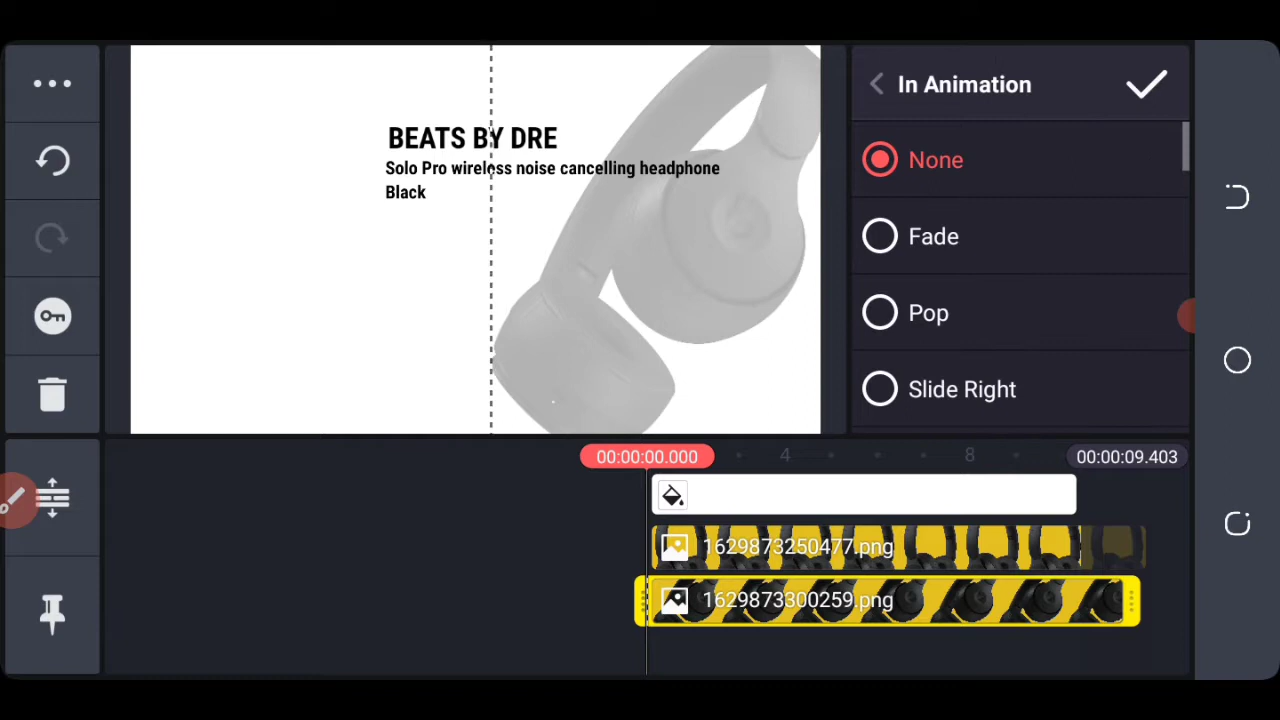 In Animation
None
Fade
Pop
Slide Right
BEATS BY DRE
Solo Pro wireless noise cancelling headphone
Black
00:00:00.000
4
8
00:00:09.403
1629873250477.png
1629873300259.png